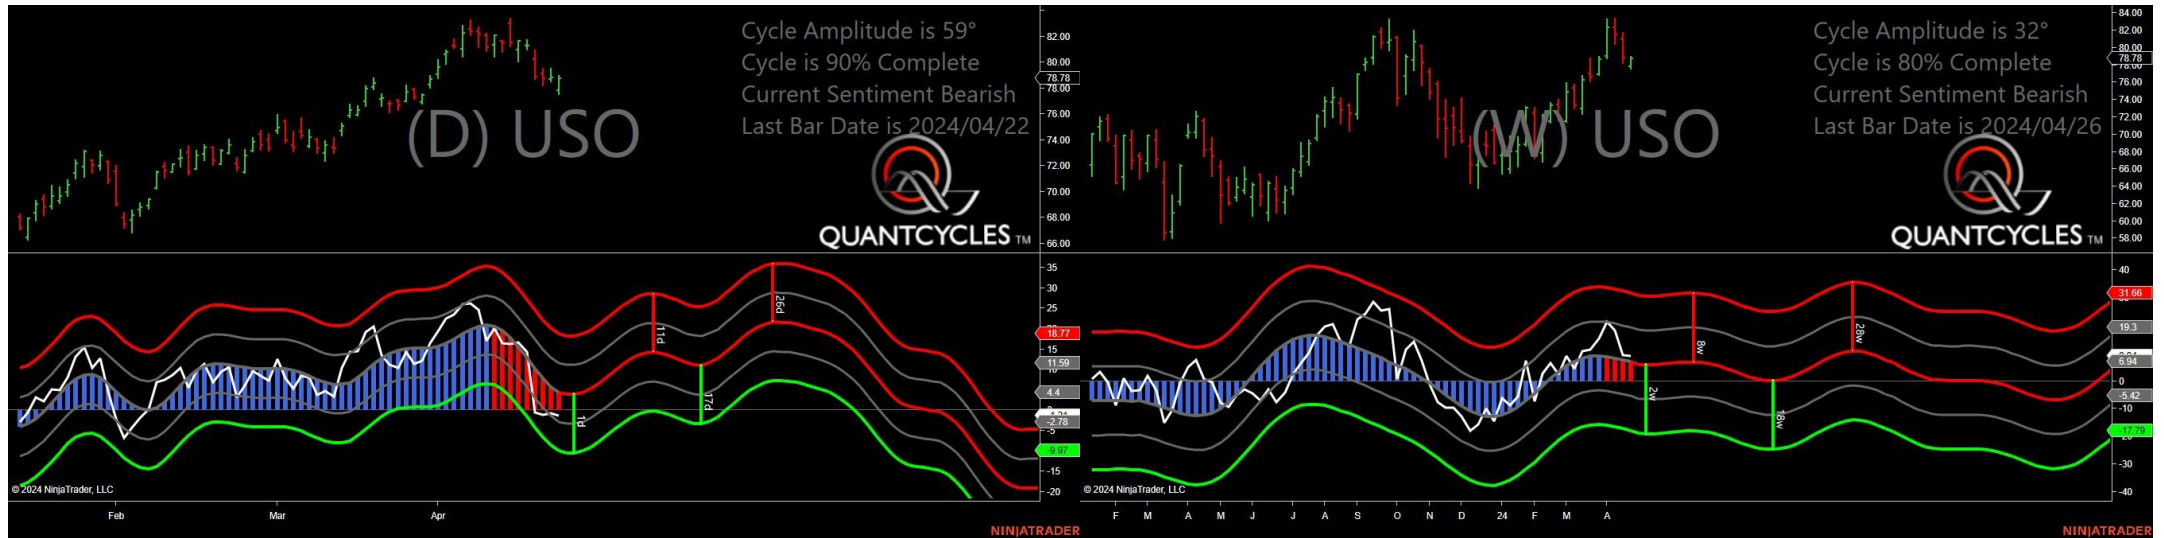 Cycle Amplitude is 59°
Cycle is 90% Complete
Current Sentiment Bearish
Last Bar Date is 2024/04/22
(D) USO
QUANTCYCLES TM
82.00
80.00
78.78
78.00
76.00
74.00
72.00
70.00
68.00
66.00
35
30
25
18.77
15
11.59
4.4
-2.78
-5
-9.97
-15
-20
1d
11d
17d
26d
© 2024 NinjaTrader, LLC
Feb Mar Apr
NINJATRADER
Cycle Amplitude is 32°
Cycle is 80% Complete
Current Sentiment Bearish
Last Bar Date is 2024/04/26
(W) USO
QUANTCYCLES TM
84.00
82.00
80.00
78.78
76.00
74.00
72.00
70.00
68.00
66.00
64.00
62.00
60.00
58.00
40
31.66
19.3
6.94
0
-5.42
-10
-17.79
-30
-40
2w
8w
18w
28w
© 2024 NinjaTrader, LLC
F M A M J J A S O N D 24 F M A
NINJATRADER